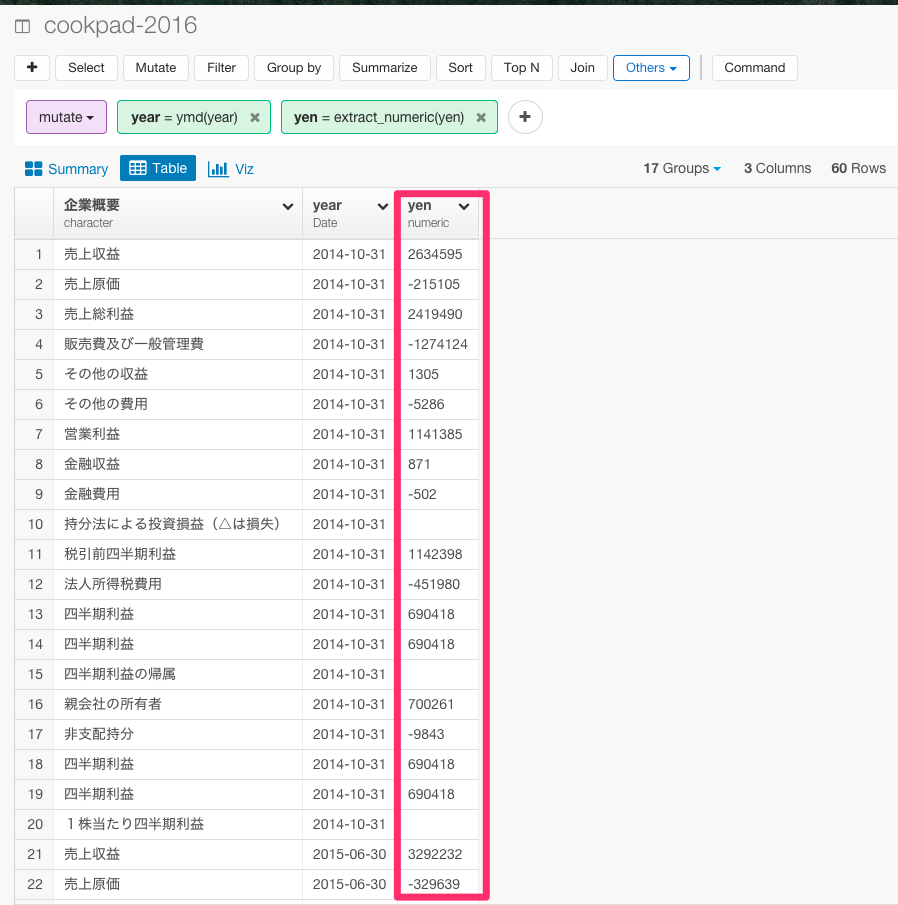 cookpad-2016
+ Select Mutate Filter Group by Summarize Sort Top N Join Others Command
mutate year = ymd(year) yen = extract_numeric(yen) +
Summary Table Viz 17 Groups 3 Columns 60 Rows
企業概要 year yen
character Date numeric
1 売上収益 2014-10-31 2634595
2 売上原価 2014-10-31 -215105
3 売上総利益 2014-10-31 2419490
4 販売費及び一般管理費 2014-10-31 -1274124
5 その他の収益 2014-10-31 1305
6 その他の費用 2014-10-31 -5286
7 営業利益 2014-10-31 1141385
8 金融収益 2014-10-31 871
9 金融費用 2014-10-31 -502
10 持分法による投資損益（△は損失） 2014-10-31
11 税引前四半期利益 2014-10-31 1142398
12 法人所得税費用 2014-10-31 -451980
13 四半期利益 2014-10-31 690418
14 四半期利益 2014-10-31 690418
15 四半期利益の帰属 2014-10-31
16 親会社の所有者 2014-10-31 700261
17 非支配持分 2014-10-31 -9843
18 四半期利益 2014-10-31 690418
19 四半期利益 2014-10-31 690418
20 １株当たり四半期利益 2014-10-31
21 売上収益 2015-06-30 3292232
22 売上原価 2015-06-30 -329639